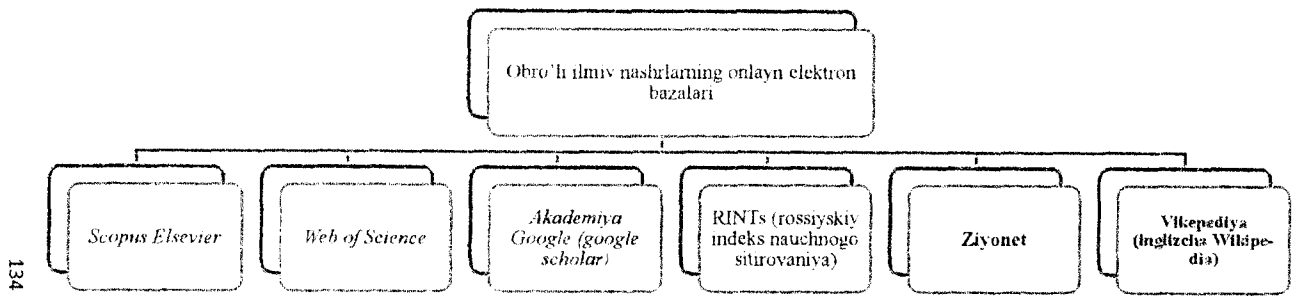 Obro'li ilmiy nashrlarning onlayn elektron
bazalari
Scopus Elsevier
Web of Science
Akademiya
Google (google
scholar)
RINTs (rossiyskiy
indeks nauchnogo
sitirovaniya)
Ziyonet
Vikepediya
(Inglizcha Wikipe-
dia)
134